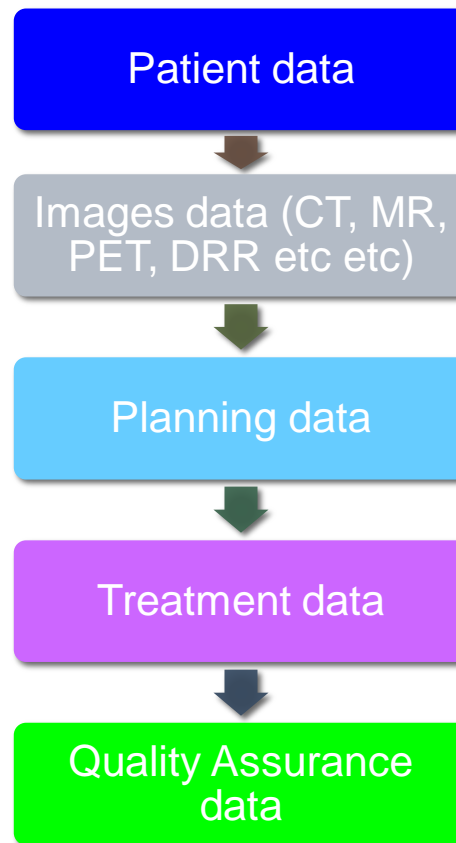 Patient data
Images data (CT, MR,
PET, DRR etc etc)
Planning data
Treatment data
Quality Assurance
data